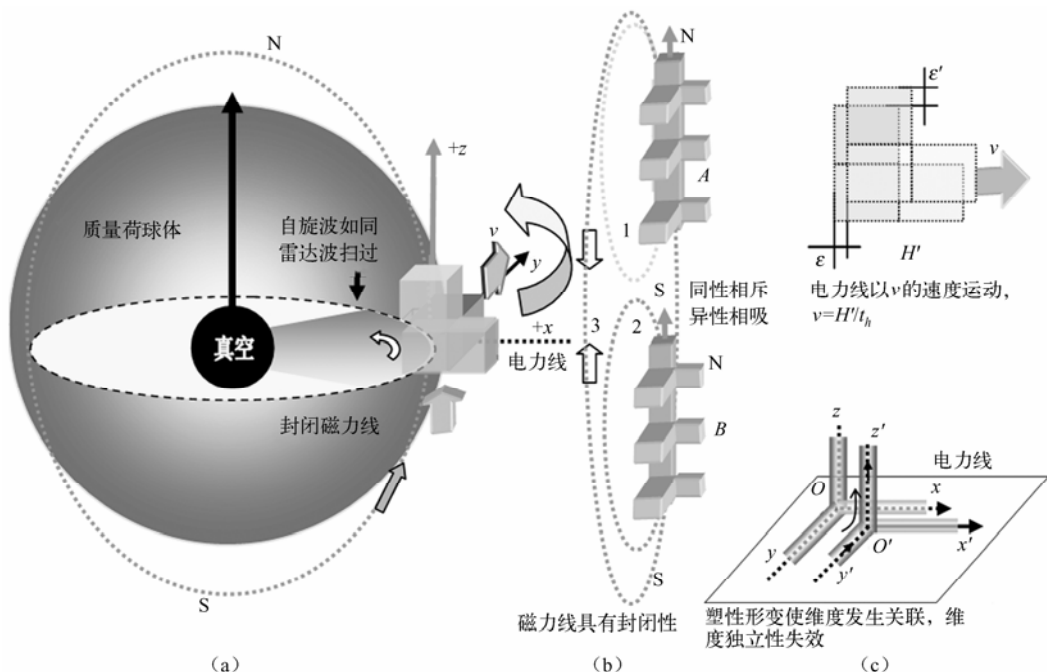 N
+z
质量荷球体
自旋波如同
雷达波扫过
v
y
真空
+x
电力线
封闭磁力线
S
(a)
N
A
1
S
同性相斥
异性相吸
3
2
N
B
S
磁力线具有封闭性
(b)
ε′
v
ε
H′
电力线以v的速度运动，
v=H′/tₕ
z
z′
电力线
O
x
O′
x′
y
y′
塑性形变使维度发生关联，维
度独立性失效
(c)